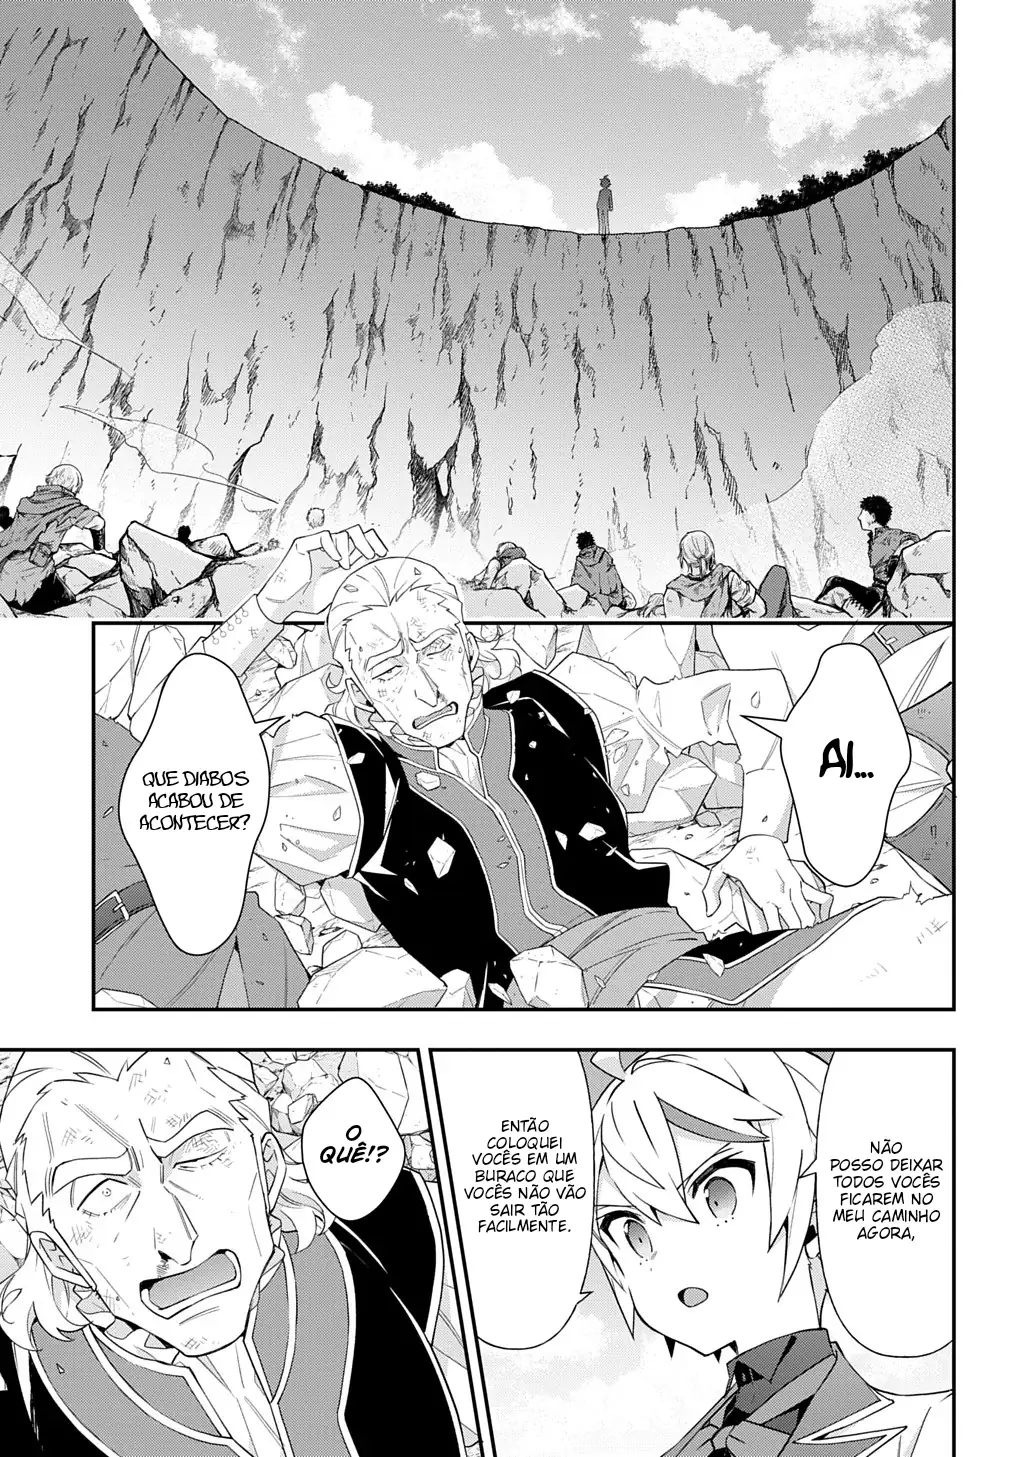 AI...
QUE DIABOS
ACABOU DE
ACONTECER?
NÃO
POSSO DEIXAR
TODOS VOCÊS
FICAREM NO
MEU CAMINHO
AGORA,
ENTÃO
COLOQUEI
VOCÊS EM UM
BURACO QUE
VOCÊS NÃO VÃO
SAIR TÃO
FACILMENTE.
O
QUÊ!?